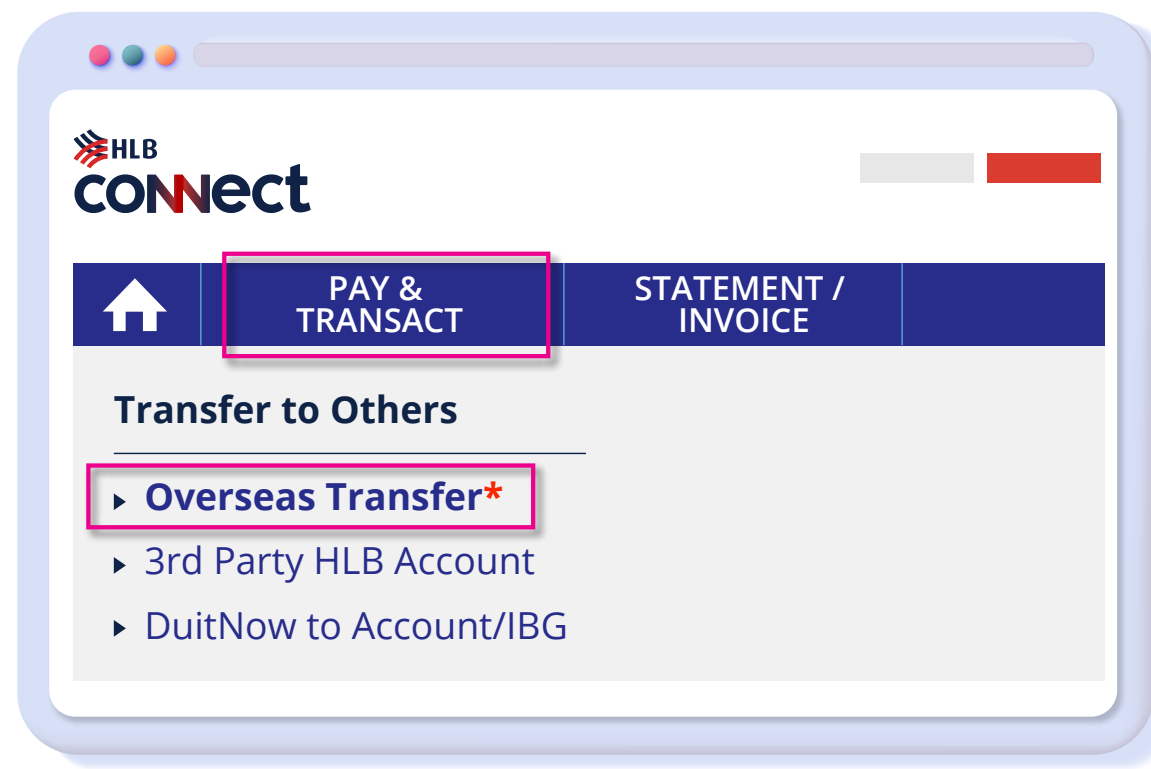 HLB
CONNect
PAY &
TRANSACT
STATEMENT /
INVOICE
Transfer to Others
Overseas Transfer*
3rd Party HLB Account
DuitNow to Account/IBG